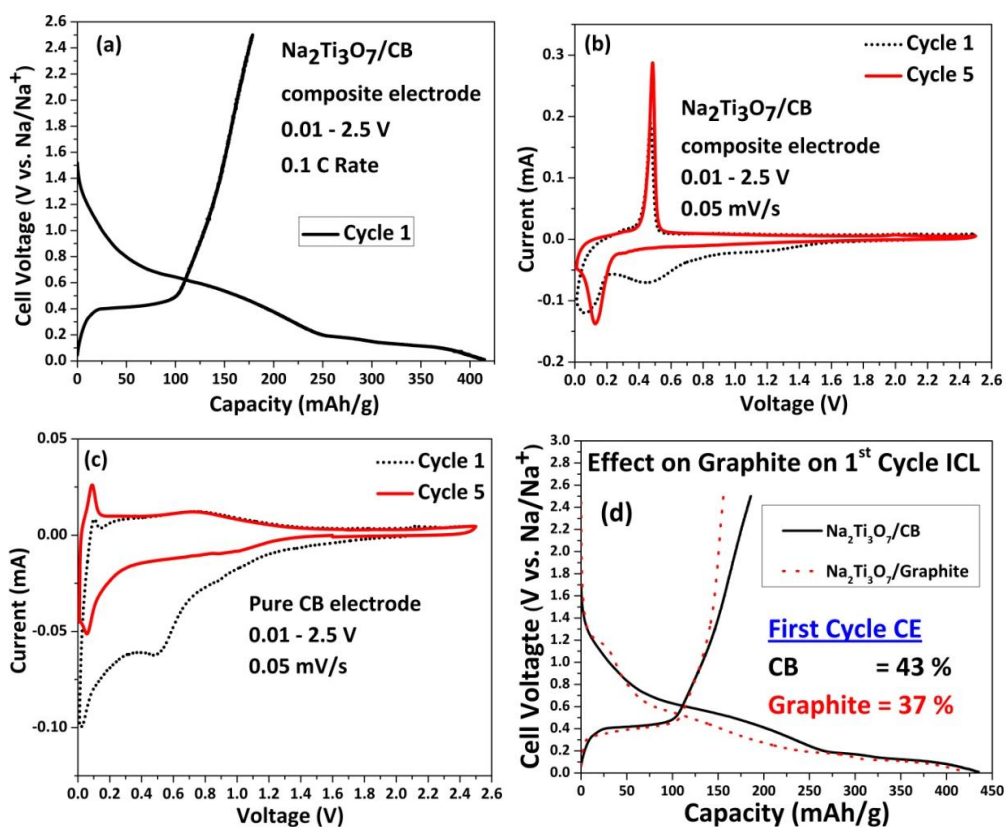 (a)
Na2Ti3O7/CB
composite electrode
0.01 - 2.5 V
0.1 C Rate
Cycle 1
Cell Voltage (V vs. Na/Na+)
2.6
2.4
2.2
2.0
1.8
1.6
1.4
1.2
1.0
0.8
0.6
0.4
0.2
0.0
0 50 100 150 200 250 300 350 400
Capacity (mAh/g)
(b)
Cycle 1
Cycle 5
Na2Ti3O7/CB
composite electrode
0.01 - 2.5 V
0.05 mV/s
Current (mA)
0.3
0.2
0.1
0.0
-0.1
-0.2
0.0 0.2 0.4 0.6 0.8 1.0 1.2 1.4 1.6 1.8 2.0 2.2 2.4 2.6
Voltage (V)
(c)
Cycle 1
Cycle 5
Pure CB electrode
0.01 - 2.5 V
0.05 mV/s
Current (mA)
0.05
0.00
-0.05
-0.10
0.0 0.2 0.4 0.6 0.8 1.0 1.2 1.4 1.6 1.8 2.0 2.2 2.4 2.6
Voltage (V)
Effect on Graphite on 1st Cycle ICL
(d)
Na2Ti3O7/CB
Na2Ti3O7/Graphite
First Cycle CE
CB = 43 %
Graphite = 37 %
Cell Voltagte (V vs. Na/Na+)
3.0
2.8
2.6
2.4
2.2
2.0
1.8
1.6
1.4
1.2
1.0
0.8
0.6
0.4
0.2
0.0
0 50 100 150 200 250 300 350 400 450
Capacity (mAh/g)